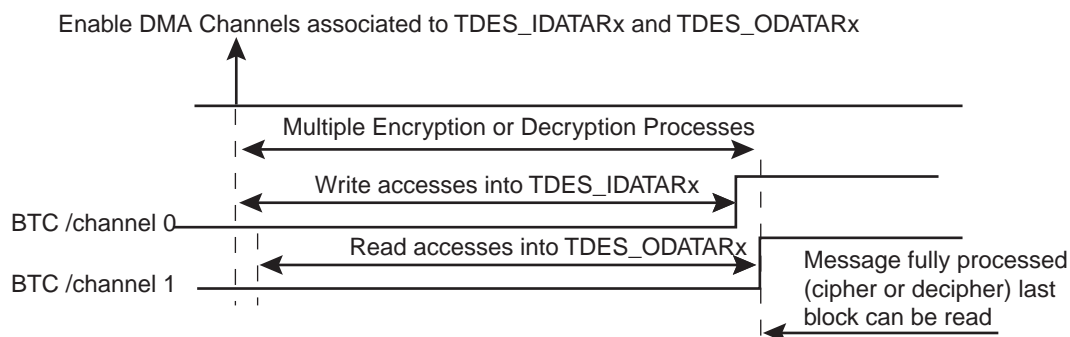 Enable DMA Channels associated to TDES_IDATARx and TDES_ODATARx
Multiple Encryption or Decryption Processes
Write accesses into TDES_IDATARx
BTC /channel 0
Read accesses into TDES_ODATARx
BTC /channel 1
Message fully processed
(cipher or decipher) last
block can be read